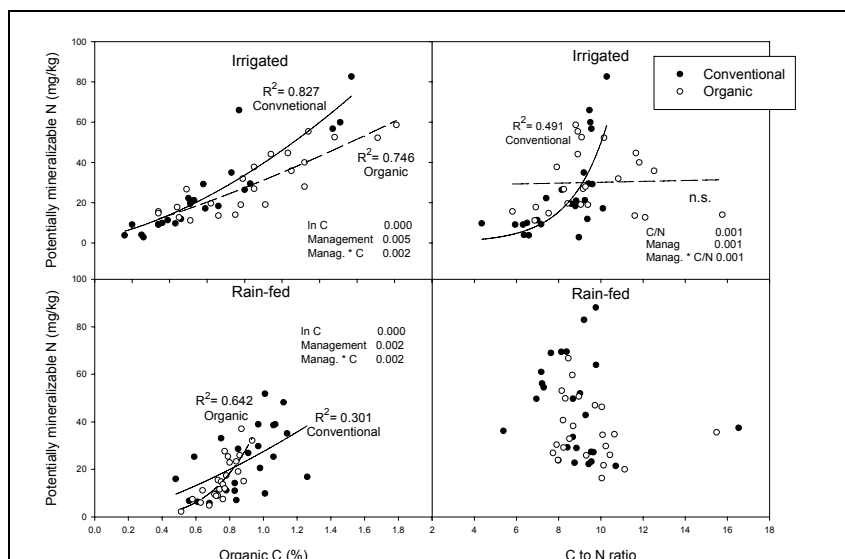 Irrigated
R2= 0.827
Convnetional
R2= 0.746
Organic
ln C 0.000
Management 0.005
Manag. * C 0.002
Potentially mineralizable N (mg/kg)
100
80
60
40
20
0
Irrigated
Conventional
Organic
R2= 0.491
Conventional
n.s.
C/N 0.001
Manag 0.001
Manag. * C/N 0.001
Rain-fed
ln C 0.000
Management 0.002
Manag. * C 0.002
R2= 0.642
Organic
R2= 0.301
Conventional
Potentially mineralizable N (mg/kg)
100
80
60
40
20
0
0.0 0.2 0.4 0.6 0.8 1.0 1.2 1.4 1.6 1.8
Organic C (%)
Rain-fed
2 4 6 8 10 12 14 16 18
C to N ratio